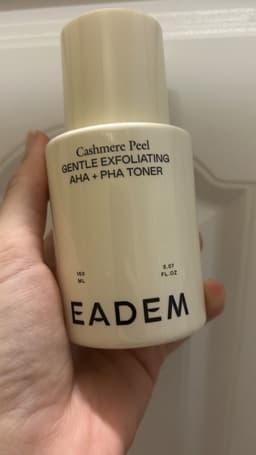 Cashmere Peel
GENTLE EXFOLIATING
AHA + PHA TONER
150 5.07
ML FL.OZ
EADEM